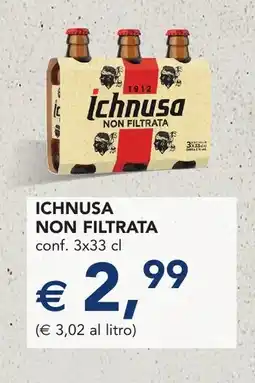 1912
ichnusa
NON FILTRATA
ICHNUSA
NON FILTRATA
conf. 3x33 cl
€ 2,99
(€ 3,02 al litro)